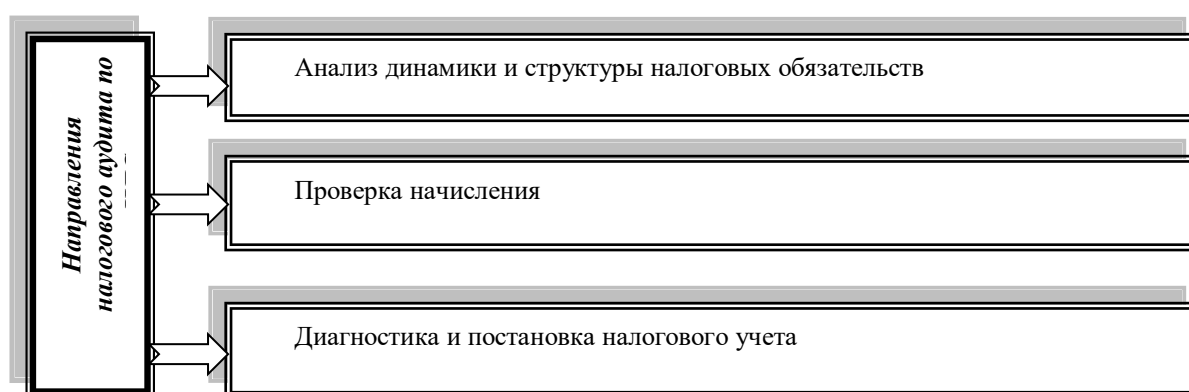 Направления
налогового аудита по
Анализ динамики и структуры налоговых обязательств
Проверка начисления
Диагностика и постановка налогового учета